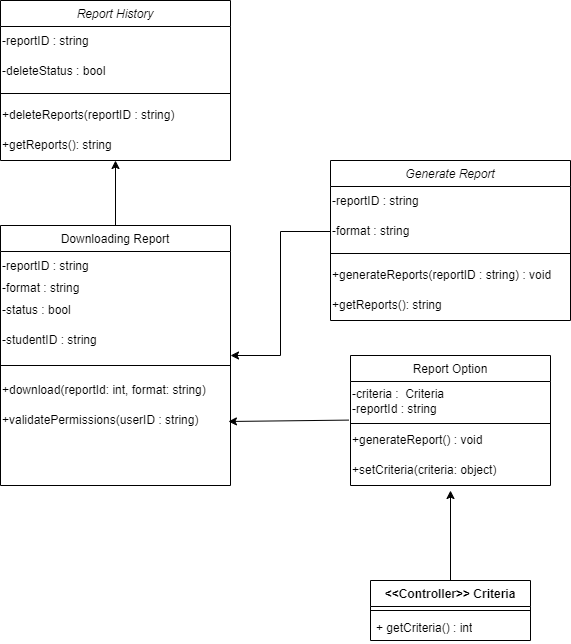 Report History
-reportID : string
-deleteStatus : bool
+deleteReports(reportID : string)
+getReports(): string
Generate Report
-reportID : string
-format : string
+generateReports(reportID : string) : void
+getReports(): string
Downloading Report
-reportID : string
-format : string
-status : bool
-studentID : string
+download(reportId: int, format: string)
+validatePermissions(userID : string)
Report Option
-criteria :  Criteria
-reportId : string
+generateReport() : void
+setCriteria(criteria: object)
<<Controller>> Criteria
+ getCriteria() : int